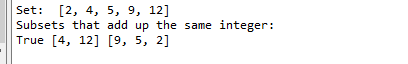 Set:  [2, 4, 5, 9, 12]
Subsets that add up the same integer:
True [4, 12] [9, 5, 2]